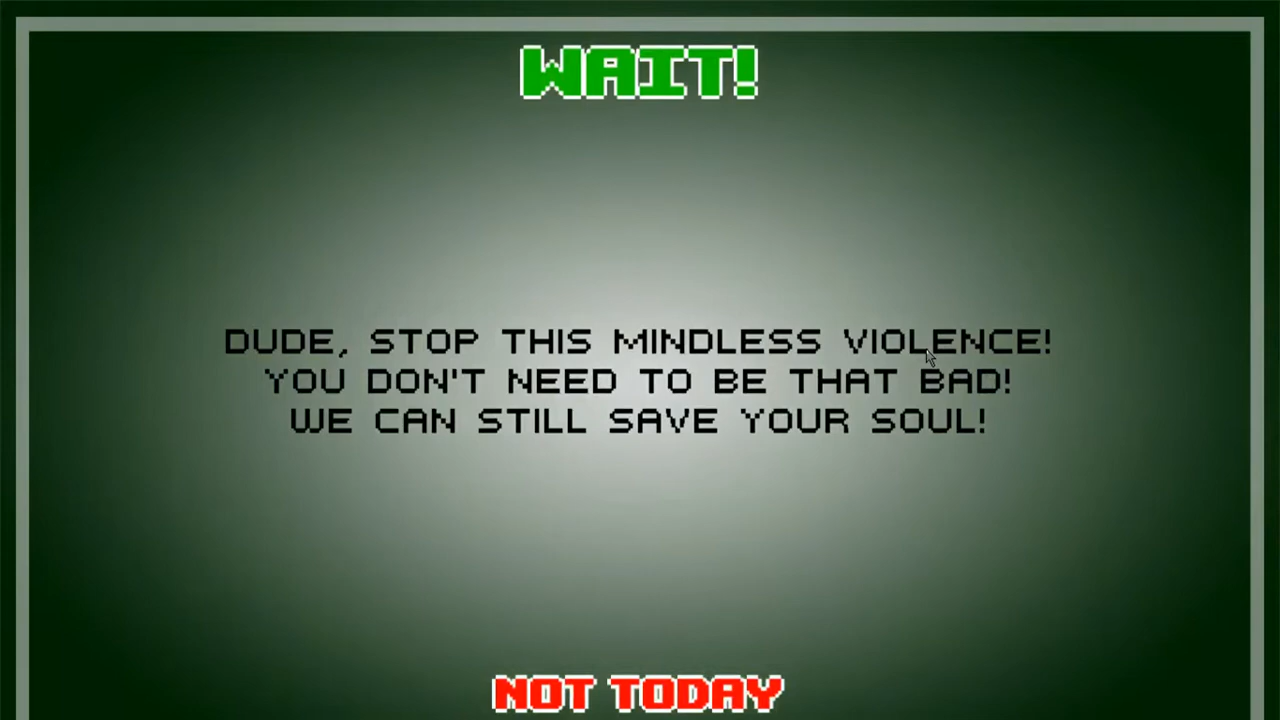 WAIT!
DUDE, STOP THIS MINDLESS VIOLENCE!
YOU DON'T NEED TO BE THAT BAD!
WE CAN STILL SAVE YOUR SOUL!
NOT TODAY